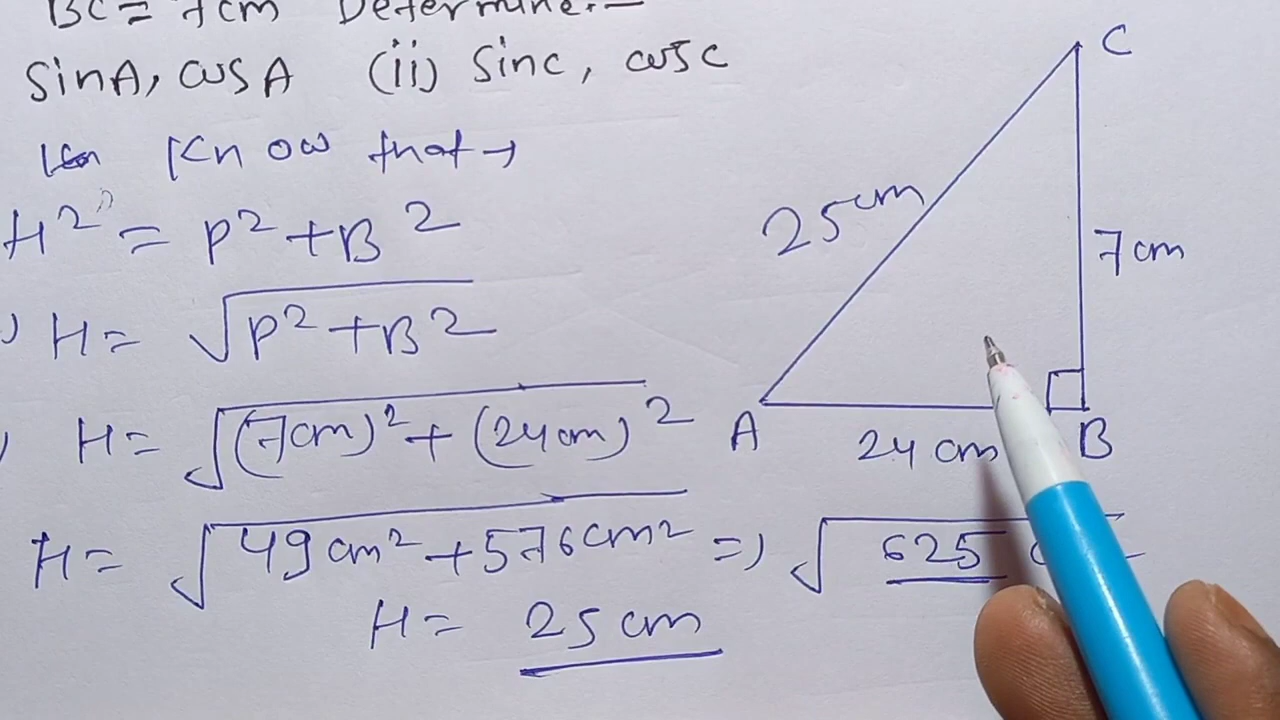 BC = 7cm Determine:-
SinA, cosA (ii) Sinc, cosc
Know that →
H² = P² + B²
H = √P² + B²
H = √(7cm)² + (24cm)²
H = √49cm² + 576cm² => √625
H = 25cm
C
25cm
7cm
A
24 cm
B